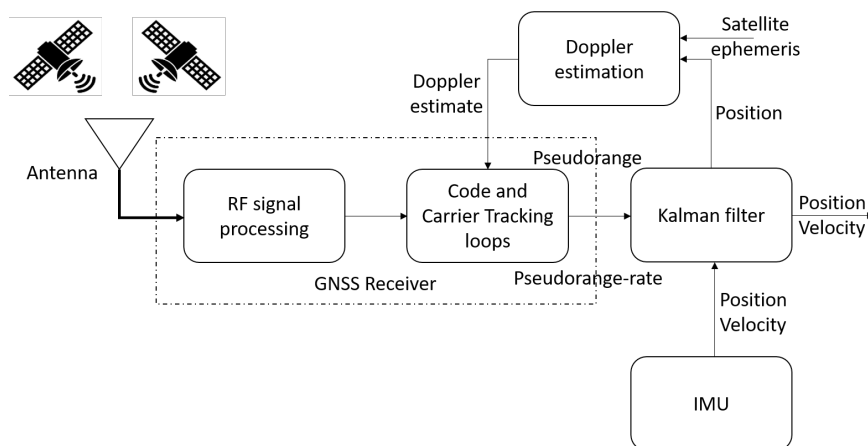 Doppler
estimation
Satellite
ephemeris
Doppler
estimate
Position
Antenna
RF signal
processing
Code and
Carrier Tracking
loops
Pseudorange
Kalman filter
Position
Velocity
GNSS Receiver
Pseudorange-rate
Position
Velocity
IMU